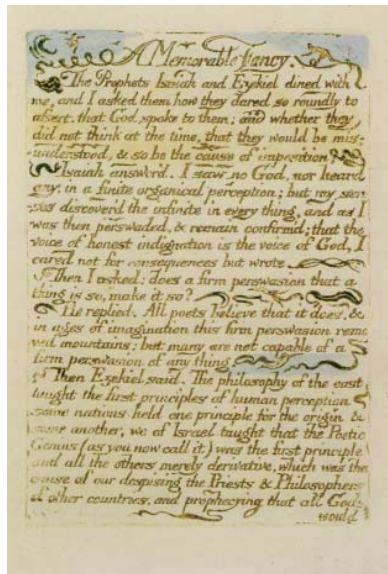 A Memorable Fancy.
The Prophets Isaiah and Ezekiel dined with
me, and I asked them how they dared so roundly to
assert. that God spoke to them; and whether they
did not think at the time, that they would be mis-
understood, & so be the cause of imposition
Isaiah answerd. I saw no God, nor heard
any, in a finite organical perception; but my sen-
ses discover'd the infinite in every thing, and as I
was then perswaded, & remain confirm'd; that the
voice of honest indignation is the voice of God, I
cared not for consequences but wrote
Then I asked: does a firm perswasion that a
thing is so, make it so?
He replied. All poets believe that it does, &
in ages of imagination this firm perswasion remo
ved mountains; but many are not capable of a
firm perswasion of any thing
Then Ezekiel said. The philosophy of the east
taught the first principles of human perception
some nations held one principle for the origin &
some another, we of Israel taught that the Poetic
Genius (as you now call it) was the first principle
and all the others merely derivative, which was the
cause of our despising the Priests & Philosophers
of other countries, and prophecying that all Gods
would